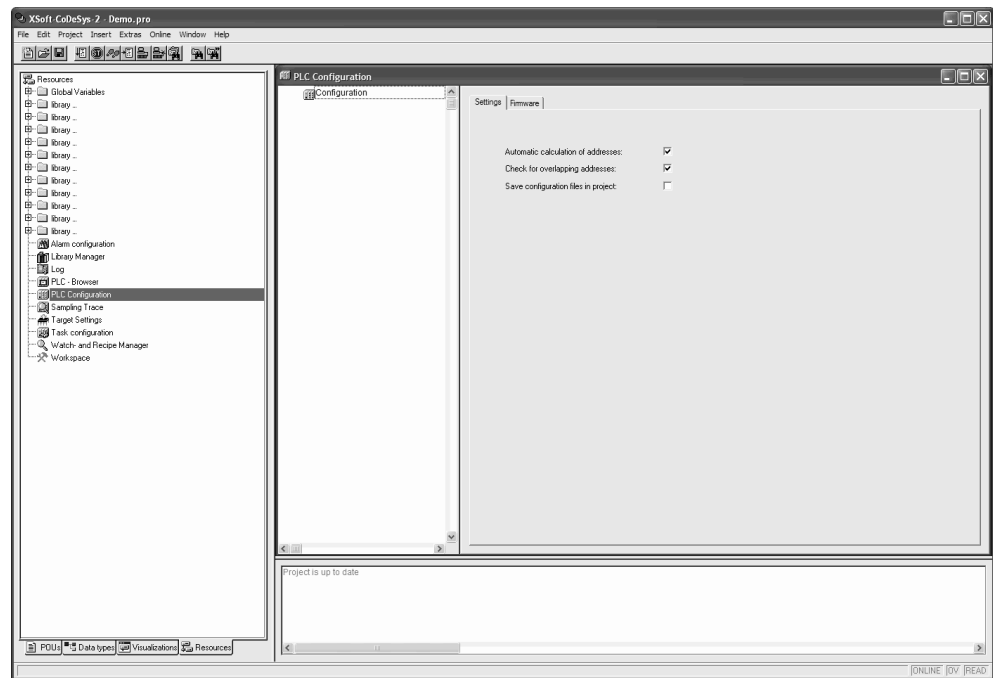 XSoft-CoDeSys-2 - Demo.pro
File Edit Project Insert Extras Online Window Help
Resources
Global Variables
library ..
library ..
library ..
library ..
library ..
library ..
library ..
library ..
library ..
library ..
library ..
Alarm configuration
Library Manager
Log
PLC - Browser
PLC Configuration
Sampling Trace
Target Settings
Task configuration
Watch- and Recipe Manager
Workspace
POUs Data types Visualizations Resources
PLC Configuration
Configuration
Settings Firmware
Automatic calculation of addresses:
Check for overlapping addresses:
Save configuration files in project:
Project is up to date
ONLINE OV READ